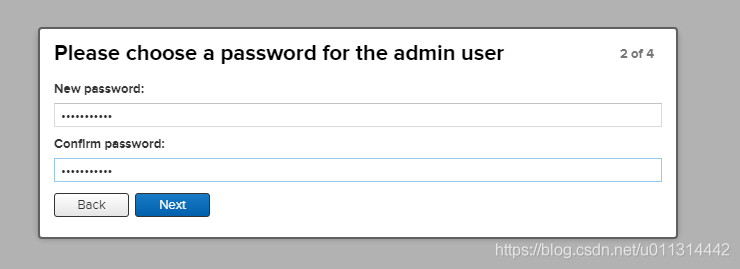 Please choose a password for the admin user
2 of 4
New password:
•••••••••••
Confirm password:
•••••••••••
Back
Next
https://blog.csdn.net/u011314442